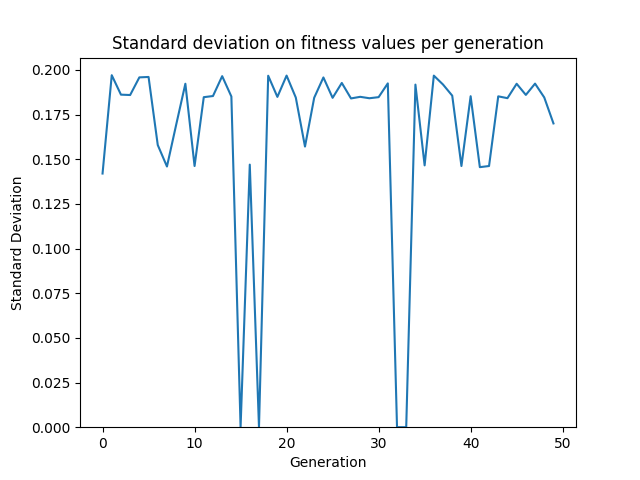 Standard deviation on fitness values per generation
0.200
0.175
0.150
0.125
0.100
0.075
0.050
0.025
0.000
Standard Deviation
0 10 20 30 40 50
Generation